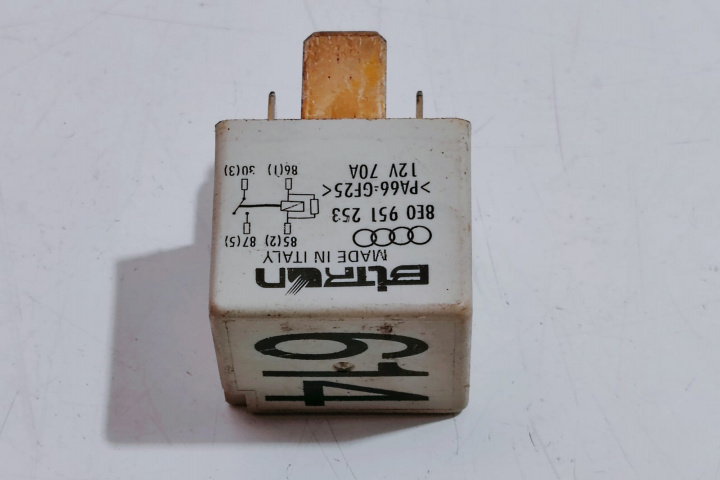 BLTRON
MADE IN ITALY
8E0 951 253
>PA66-GF25<
12V 70A
85(2) 87(5)
86(1) 30(3)
614